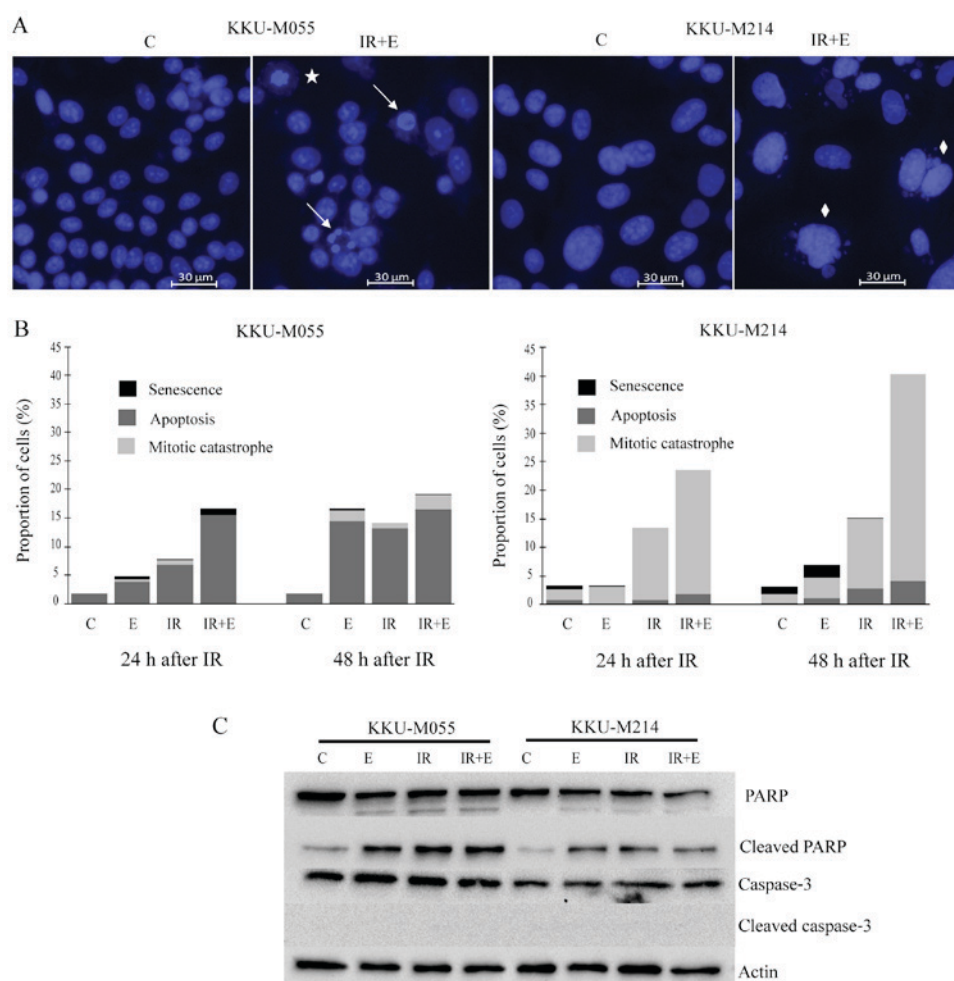 A
KKU-M055
KKU-M214
C
IR+E
C
IR+E
30 µm
30 µm
30 µm
30 µm
B
KKU-M055
KKU-M214
Proportion of cells (%)
45
40
35
30
25
20
15
10
5
0
Senescence
Apoptosis
Mitotic catastrophe
C E IR IR+E C E IR IR+E
24 h after IR 48 h after IR
Proportion of cells (%)
45
40
35
30
25
20
15
10
5
0
Senescence
Apoptosis
Mitotic catastrophe
C E IR IR+E C E IR IR+E
24 h after IR 48 h after IR
C
KKU-M055 KKU-M214
C E IR IR+E C E IR IR+E
PARP
Cleaved PARP
Caspase-3
Cleaved caspase-3
Actin